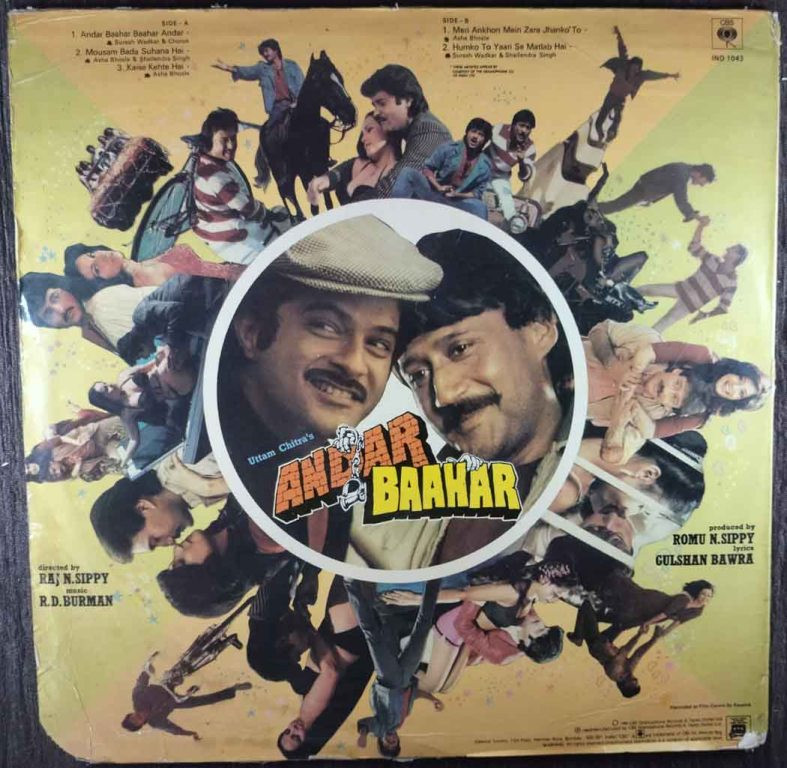 SIDE - A
1. Andar Baahar Baahar Andar -
Suresh Wadkar & Chorus
2. Mousam Bada Suhana Hai -
Asha Bhosle & Shailendra Singh
3. Kaise Kehte Hai -
Asha Bhosle
SIDE - B
1. Meri Ankhon Mein Zara Jhanko To -
Asha Bhosle
2. Humko To Yaari Se Matlab Hai -
Suresh Wadkar & Shailendra Singh
CBS
IND 1043
Uttam Chitra's
ANDAR
BAAHAR
directed by
RAJ N. SIPPY
music
R.D. BURMAN
produced by
ROMU N. SIPPY
lyrics
GULSHAN BAWRA